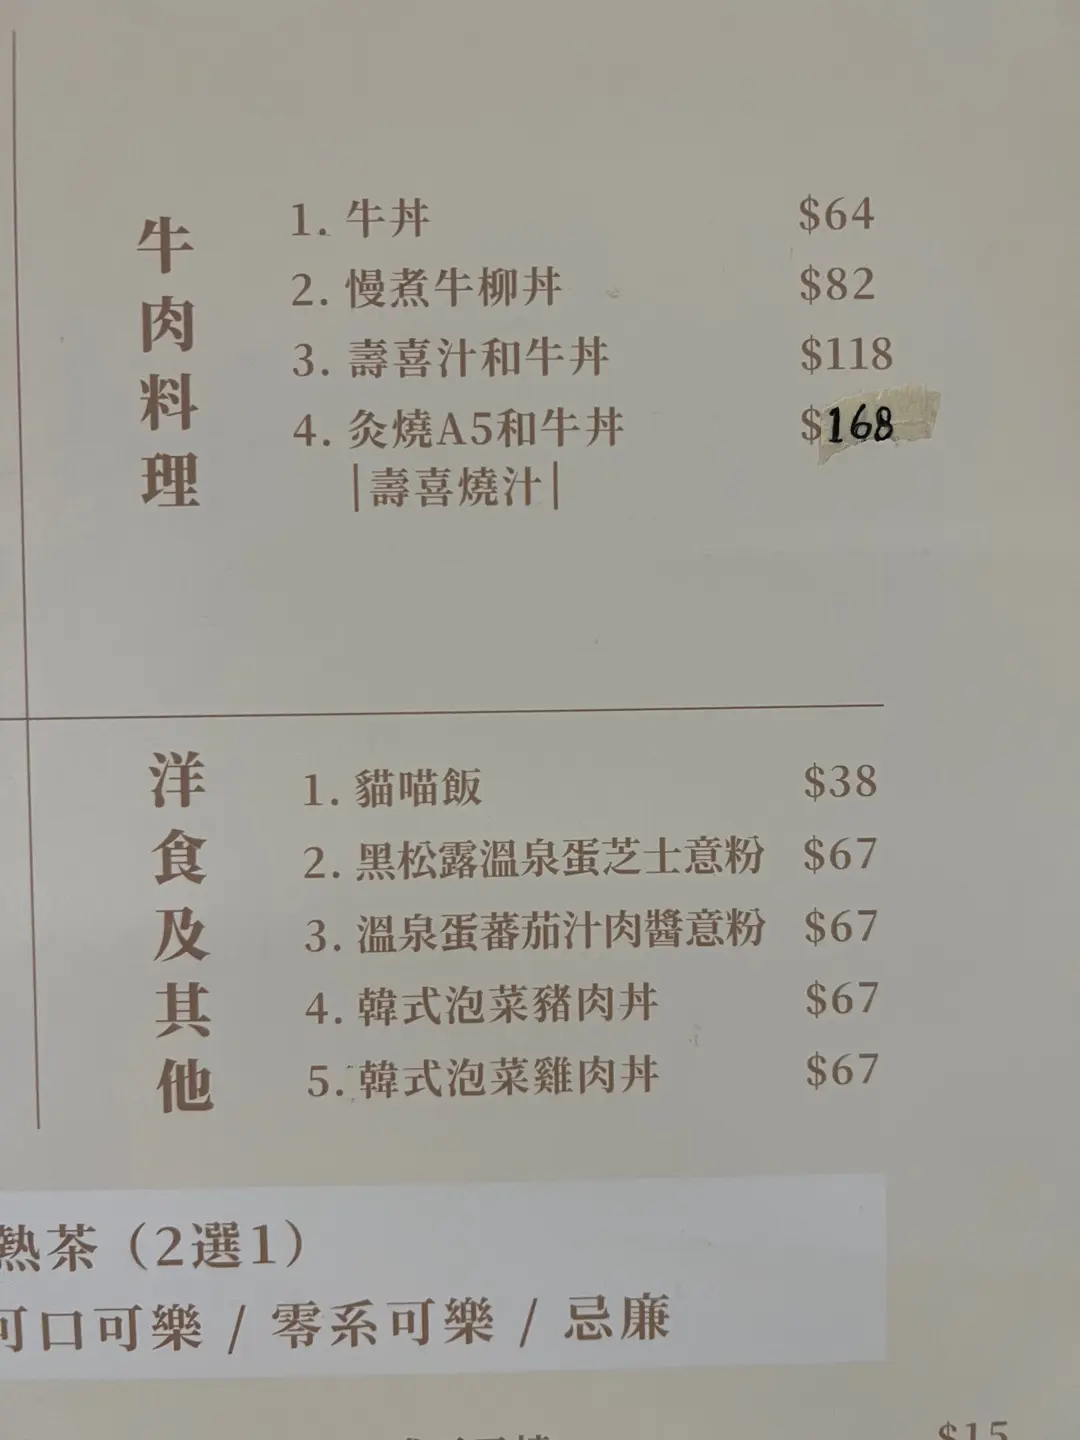 牛肉料理
1. 牛丼 $64
2. 慢煮牛柳丼 $82
3. 壽喜汁和牛丼 $118
4. 灸燒A5和牛丼 $168
|壽喜燒汁|
洋食及其他
1. 貓喵飯 $38
2. 黑松露溫泉蛋芝士意粉 $67
3. 溫泉蛋蕃茄汁肉醬意粉 $67
4. 韓式泡菜豬肉丼 $67
5. 韓式泡菜雞肉丼 $67
熱茶（2選1）
可口可樂 / 零系可樂 / 忌廉
$15